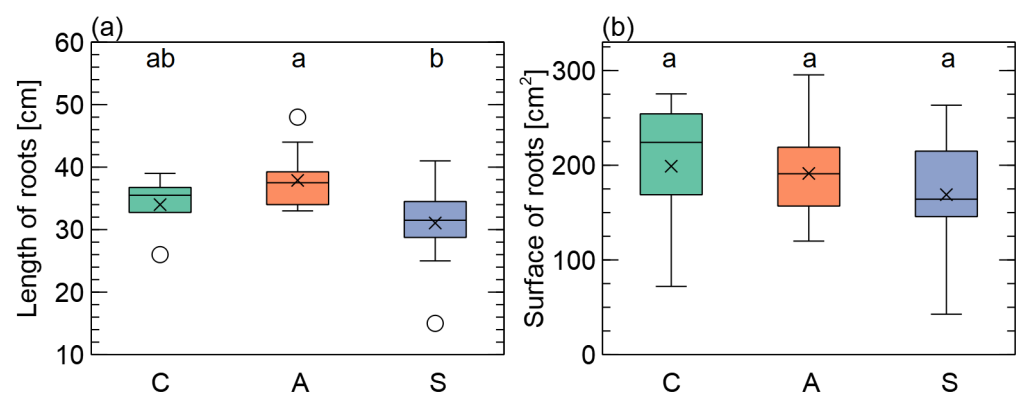 (a)
Length of roots [cm]
60
50
40
30
20
10
ab a b
C A S
(b)
Surface of roots [cm²]
300
200
100
0
a a a
C A S